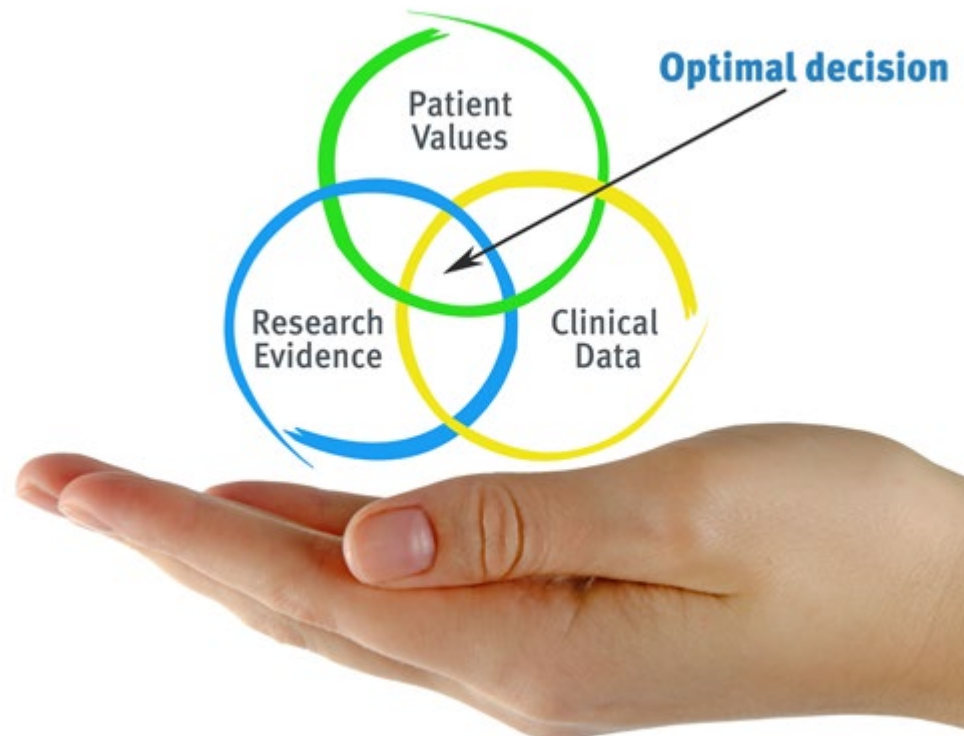 Optimal decision
Patient
Values
Research
Evidence
Clinical
Data